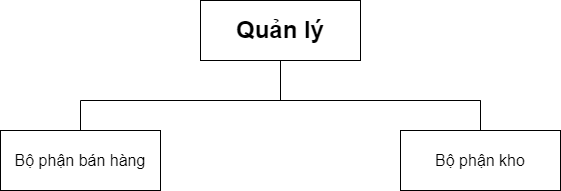 Quản lý
Bộ phận bán hàng
Bộ phận kho